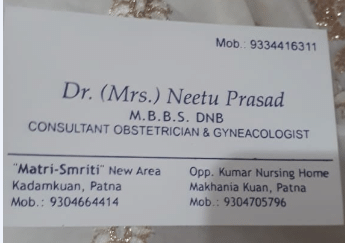 Mob.: 9334416311
Dr. (Mrs.) Neetu Prasad
M.B.B.S. DNB
CONSULTANT OBSTETRICIAN & GYNEACOLOGIST
"Matri-Smriti" New Area
Kadamkuan, Patna
Mob.: 9304664414
Opp. Kumar Nursing Home
Makhania Kuan, Patna
Mob.: 9304705796